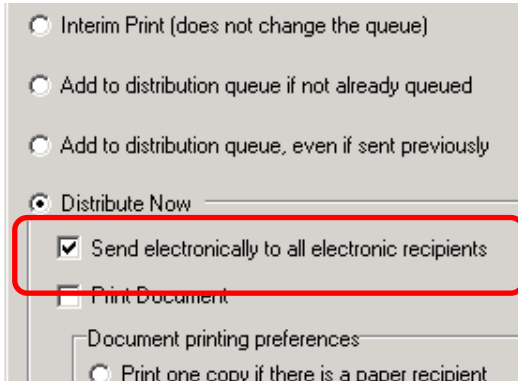 Interim Print (does not change the queue)
Add to distribution queue if not already queued
Add to distribution queue, even if sent previously
Distribute Now
Send electronically to all electronic recipients
Print Document
Document printing preferences
Print one copy if there is a paper recipient